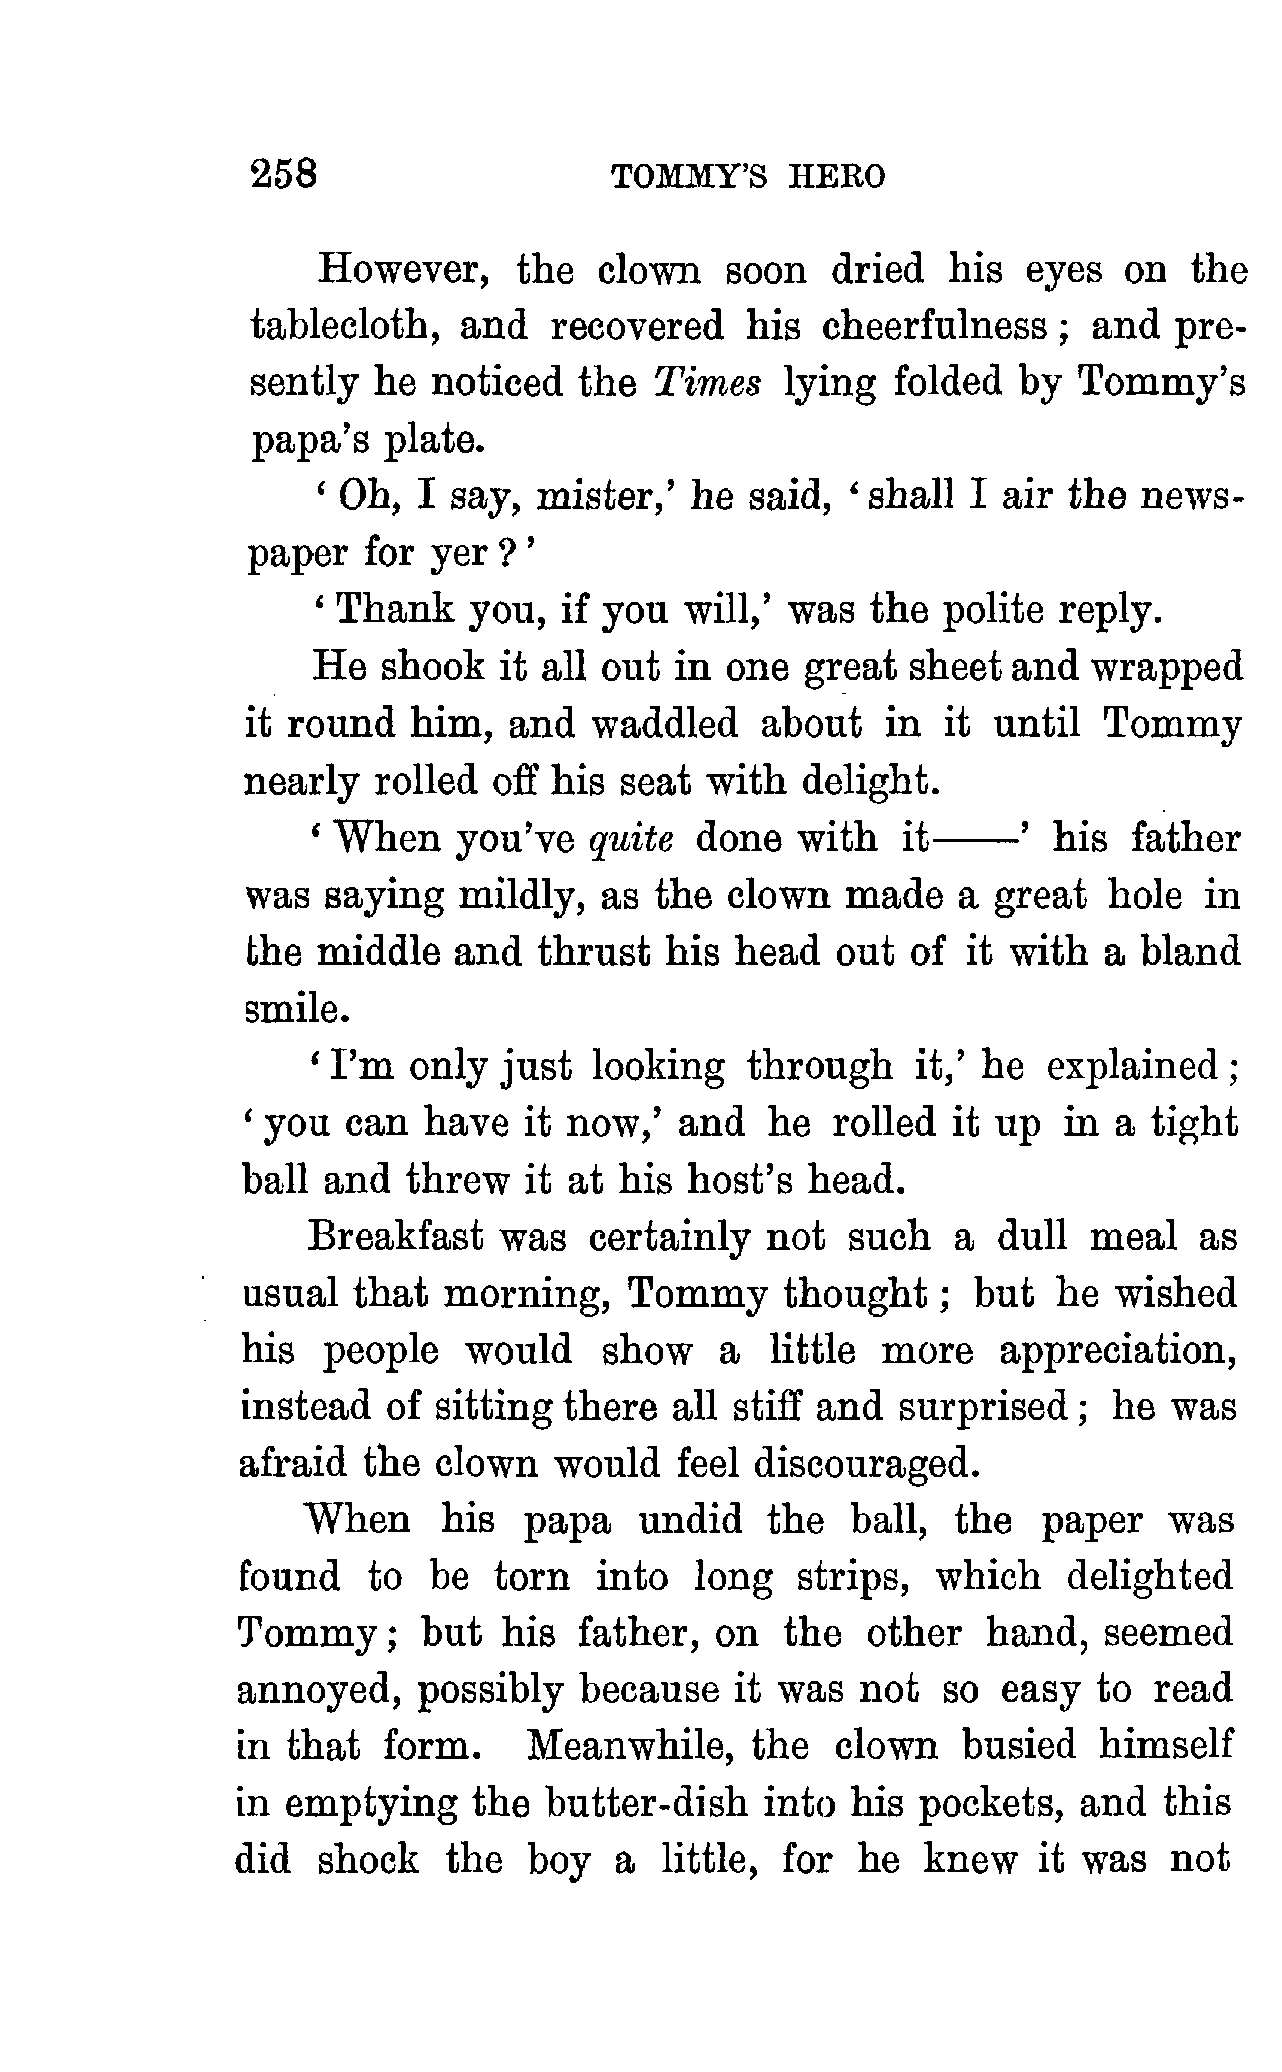 258 TOMMY'S HERO
However, the clown soon dried his eyes on the
tablecloth, and recovered his cheerfulness ; and pre-
sently he noticed the Times lying folded by Tommy's
papa's plate.
‘ Oh, I say, mister,’ he said, ‘ shall I air the news-
paper for yer ? ’
‘ Thank you, if you will,’ was the polite reply.
He shook it all out in one great sheet and wrapped
it round him, and waddled about in it until Tommy
nearly rolled off his seat with delight.
‘ When you've quite done with it——’ his father
was saying mildly, as the clown made a great hole in
the middle and thrust his head out of it with a bland
smile.
‘ I'm only just looking through it,’ he explained ;
‘ you can have it now,’ and he rolled it up in a tight
ball and threw it at his host's head.
Breakfast was certainly not such a dull meal as
usual that morning, Tommy thought ; but he wished
his people would show a little more appreciation,
instead of sitting there all stiff and surprised ; he was
afraid the clown would feel discouraged.
When his papa undid the ball, the paper was
found to be torn into long strips, which delighted
Tommy ; but his father, on the other hand, seemed
annoyed, possibly because it was not so easy to read
in that form. Meanwhile, the clown busied himself
in emptying the butter-dish into his pockets, and this
did shock the boy a little, for he knew it was not